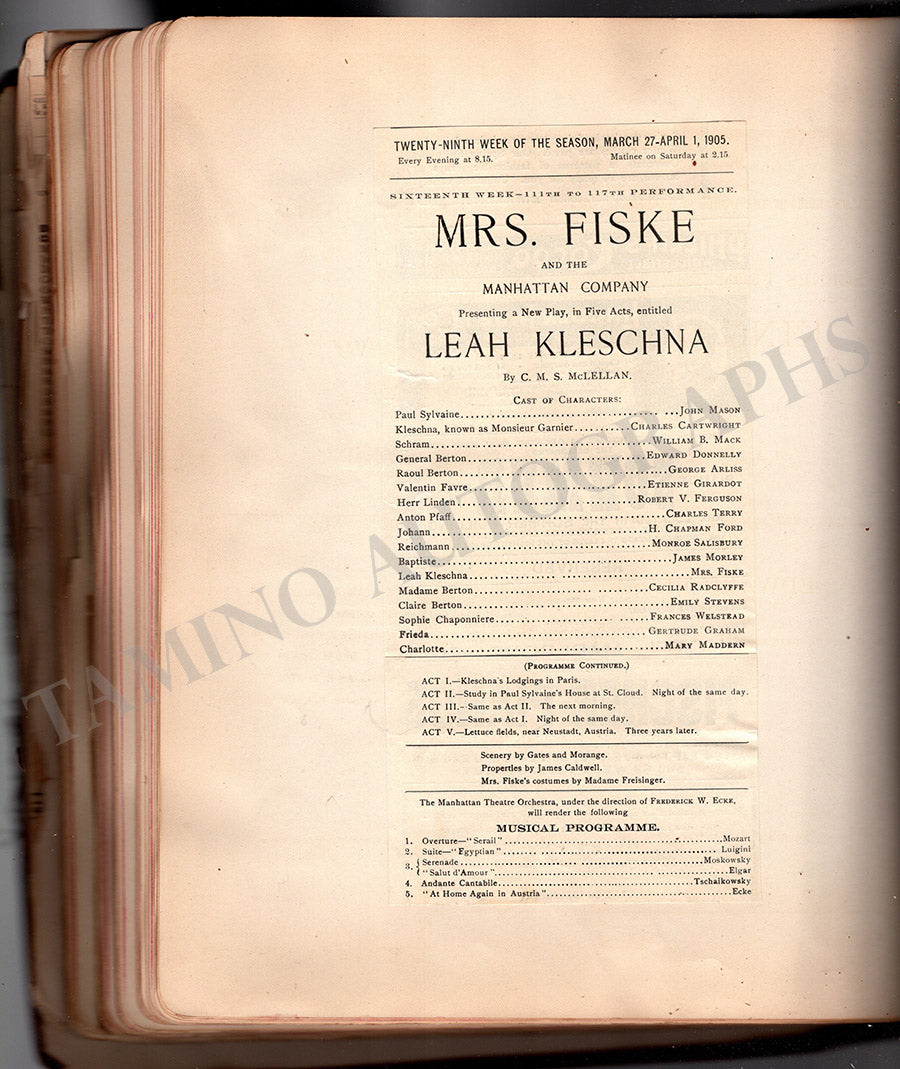 TWENTY-NINTH WEEK OF THE SEASON, MARCH 27-APRIL 1, 1905.
Every Evening at 8.15. Matinee on Saturday at 2.15.
SIXTEENTH WEEK—111TH TO 117TH PERFORMANCE.
MRS. FISKE
AND THE
MANHATTAN COMPANY
Presenting a New Play, in Five Acts, entitled
LEAH KLESCHNA
By C. M. S. McLELLAN.
CAST OF CHARACTERS:
Paul Sylvaine........................JOHN MASON
Kleschna, known as Monsieur Garnier..........CHARLES CARTWRIGHT
Schram........................WILLIAM B. MACK
General Berton........................EDWARD DONNELLY
Raoul Berton........................GEORGE ARLISS
Valentin Favre........................ETIENNE GIRARDOT
Herr Linden........................ROBERT V. FERGUSON
Anton Pfaff........................CHARLES TERRY
Johann........................H. CHAPMAN FORD
Reichmann........................MONROE SALISBURY
Baptiste........................JAMES MORLEY
Leah Kleschna........................MRS. FISKE
Madame Berton........................CECILIA RADCLYFFE
Claire Berton........................EMILY STEVENS
Sophie Chaponniere........................FRANCES WELSTEAD
Frieda........................GERTRUDE GRAHAM
Charlotte........................MARY MADDERN
(PROGRAMME CONTINUED.)
ACT I.—Kleschna's Lodgings in Paris.
ACT II.—Study in Paul Sylvaine's House at St. Cloud. Night of the same day.
ACT III.—Same as Act II. The next morning.
ACT IV.—Same as Act I. Night of the same day.
ACT V.—Lettuce fields, near Neustadt, Austria. Three years later.
Scenery by Gates and Morange.
Properties by James Caldwell.
Mrs. Fiske's costumes by Madame Freisinger.
The Manhattan Theatre Orchestra, under the direction of FREDERICK W. ECKE,
will render the following
MUSICAL PROGRAMME.
1. Overture—"Serail"........................Mozart
2. Suite—"Egyptian"........................Luigini
3. { Serenade........................Moskowsky
{ "Salut d'Amour"........................Elgar
4. Andante Cantabile........................Tschaikowsky
5. "At Home Again in Austria"........................Ecke
TAMINO AUTOGRAPHS